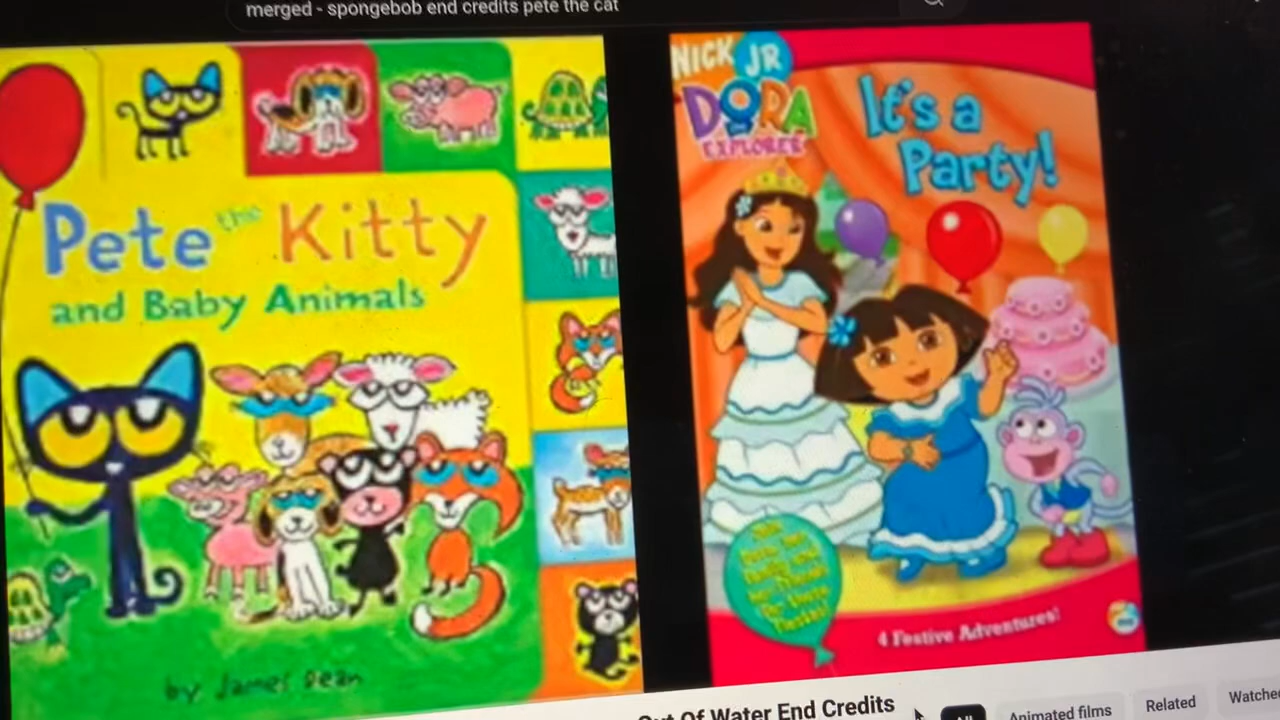 merged - spongebob end credits pete the cat
Pete the Kitty
and Baby Animals
by James Dean
NICK JR
DORA
EXPLORER
It's a
Party!
4 Festive Adventures!
Out Of Water End Credits
All
Animated films
Related
Watched